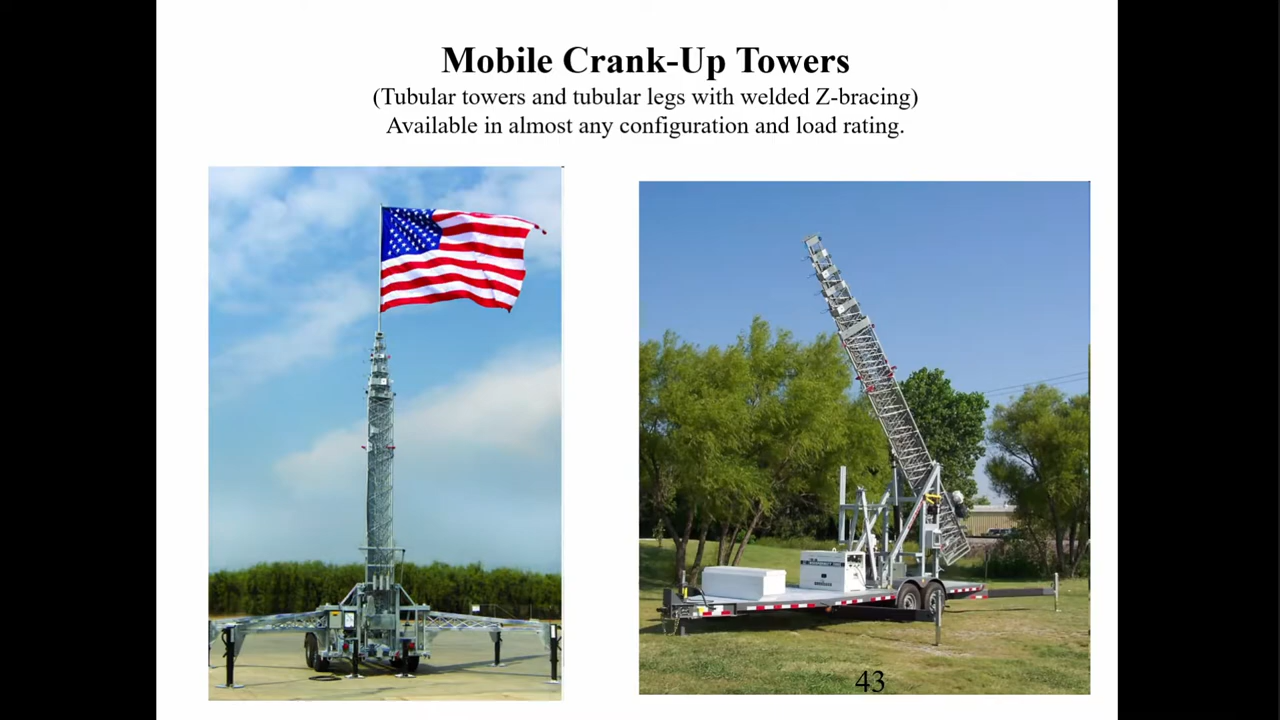 Mobile Crank-Up Towers
(Tubular towers and tubular legs with welded Z-bracing)
Available in almost any configuration and load rating.
43